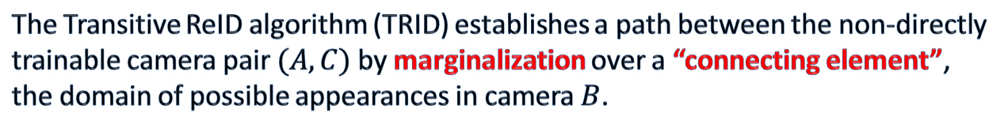 The Transitive ReID algorithm (TRID) establishes a path between the non-directly
trainable camera pair (A, C) by marginalization over a “connecting element”,
the domain of possible appearances in camera B.